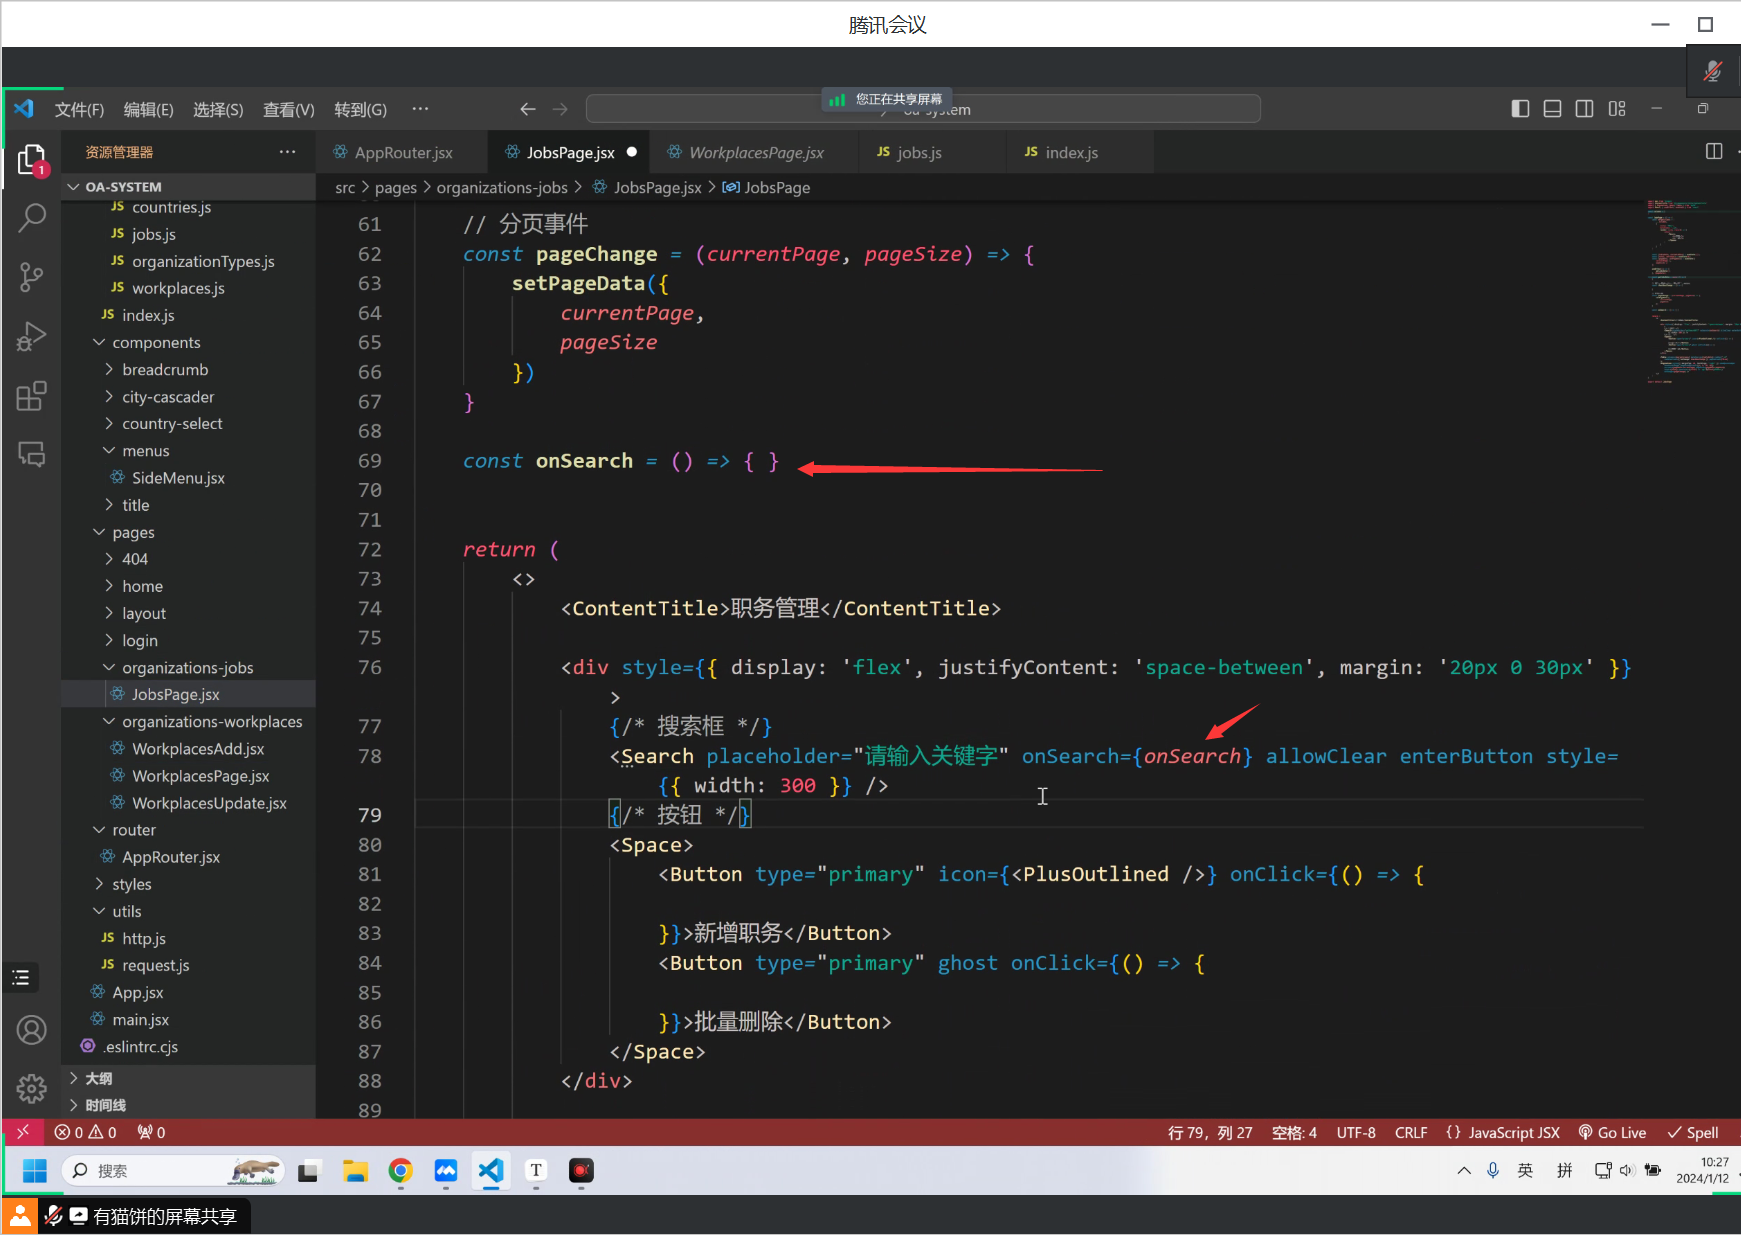 腾讯会议
文件(F) 编辑(E) 选择(S) 查看(V) 转到(G) ···
您正在共享屏幕
oa-system
资源管理器 ···
AppRouter.jsx
JobsPage.jsx
WorkplacesPage.jsx
JS jobs.js
JS index.js
src > pages > organizations-jobs > JobsPage.jsx > JobsPage
1
OA-SYSTEM
JS countries.js
JS jobs.js
JS organizationTypes.js
JS workplaces.js
JS index.js
components
breadcrumb
city-cascader
country-select
menus
SideMenu.jsx
title
pages
404
home
layout
login
organizations-jobs
JobsPage.jsx
organizations-workplaces
WorkplacesAdd.jsx
WorkplacesPage.jsx
WorkplacesUpdate.jsx
router
AppRouter.jsx
styles
utils
JS http.js
JS request.js
App.jsx
main.jsx
.eslintrc.cjs
大纲
时间线
61 // 分页事件
62 const pageChange = (currentPage, pageSize) => {
63 setPageData({
64 currentPage,
65 pageSize
66 })
67 }
68
69 const onSearch = () => { }
70
71
72 return (
73 <>
74 <ContentTitle>职务管理</ContentTitle>
75
76 <div style={{ display: 'flex', justifyContent: 'space-between', margin: '20px 0 30px' }}
>
77 {/* 搜索框 */}
78 <Search placeholder="请输入关键字" onSearch={onSearch} allowClear enterButton style=
{{ width: 300 }} />
79 {/* 按钮 */}
80 <Space>
81 <Button type="primary" icon={<PlusOutlined />} onClick={() => {
82
83 }}>新增职务</Button>
84 <Button type="primary" ghost onClick={() => {
85
86 }}>批量删除</Button>
87 </Space>
88 </div>
89
0 0 0 行 79，列 27 空格: 4 UTF-8 CRLF { } JavaScript JSX Go Live Spell
搜索
T
英 拼
10:27
2024/1/12
有猫饼的屏幕共享